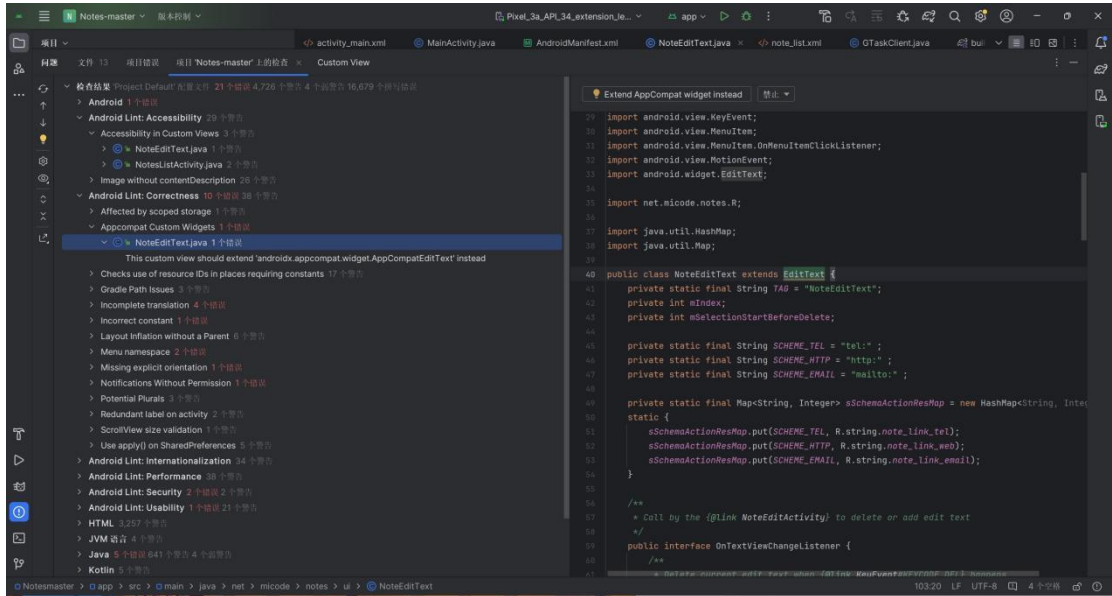 Notes-master 版本控制 Pixel_3a_API_34_extension_le... app
项目 activity_main.xml MainActivity.java AndroidManifest.xml NoteEditText.java × note_list.xml GTaskClient.java
问题 文件 13 项目错误 项目 'Notes-master' 上的检查 × Custom View
检查结果 'Project Default' 配置文件 21 个错误 4,726 个警告 4 个弱警告 16,679 个拼写错误
Android 1 个错误
Android Lint: Accessibility 29 个警告
Accessibility in Custom Views 3 个警告
NoteEditText.java 1 个警告
NotesListActivity.java 2 个警告
Image without contentDescription 26 个警告
Android Lint: Correctness 10 个错误 38 个警告
Affected by scoped storage 1 个警告
Appcompat Custom Widgets 1 个错误
NoteEditText.java 1 个错误
This custom view should extend 'androidx.appcompat.widget.AppCompatEditText' instead
Checks use of resource IDs in places requiring constants 17 个警告
Gradle Path Issues 3 个警告
Incomplete translation 4 个错误
Incorrect constant 1 个错误
Layout Inflation without a Parent 6 个警告
Menu namespace 2 个错误
Missing explicit orientation 1 个错误
Notifications Without Permission 1 个错误
Potential Plurals 3 个警告
Redundant label on activity 2 个警告
ScrollView size validation 1 个警告
Use apply() on SharedPreferences 5 个警告
Android Lint: Internationalization 34 个警告
Android Lint: Performance 38 个警告
Android Lint: Security 2 个错误 2 个警告
Android Lint: Usability 1 个错误 21 个警告
HTML 3,257 个警告
JVM 语言 4 个警告
Java 5 个错误 641 个警告 4 个弱警告
Kotlin 5 个警告
Extend AppCompat widget instead 禁止
29 import android.view.KeyEvent;
30 import android.view.MenuItem;
31 import android.view.MenuItem.OnMenuItemClickListener;
32 import android.view.MotionEvent;
33 import android.widget.EditText;
34
35 import net.micode.notes.R;
36
37 import java.util.HashMap;
38 import java.util.Map;
39
40 public class NoteEditText extends EditText {
41 private static final String TAG = "NoteEditText";
42 private int mIndex;
43 private int mSelectionStartBeforeDelete;
44
45 private static final String SCHEME_TEL = "tel:" ;
46 private static final String SCHEME_HTTP = "http:" ;
47 private static final String SCHEME_EMAIL = "mailto:" ;
48
49 private static final Map<String, Integer> sSchemaActionResMap = new HashMap<String, Integ
50 static {
51 sSchemaActionResMap.put(SCHEME_TEL, R.string.note_link_tel);
52 sSchemaActionResMap.put(SCHEME_HTTP, R.string.note_link_web);
53 sSchemaActionResMap.put(SCHEME_EMAIL, R.string.note_link_email);
54 }
55
56 /**
57 * Call by the {@link NoteEditActivity} to delete or add edit text
58 */
59 public interface OnTextViewChangeListener {
60 /**
61 * Delete current edit text when {@link KeyEvent#KEYCODE_DEL} happens
Notesmaster > app > src > main > java > net > micode > notes > ui > NoteEditText 103:20 LF UTF-8 4 个空格